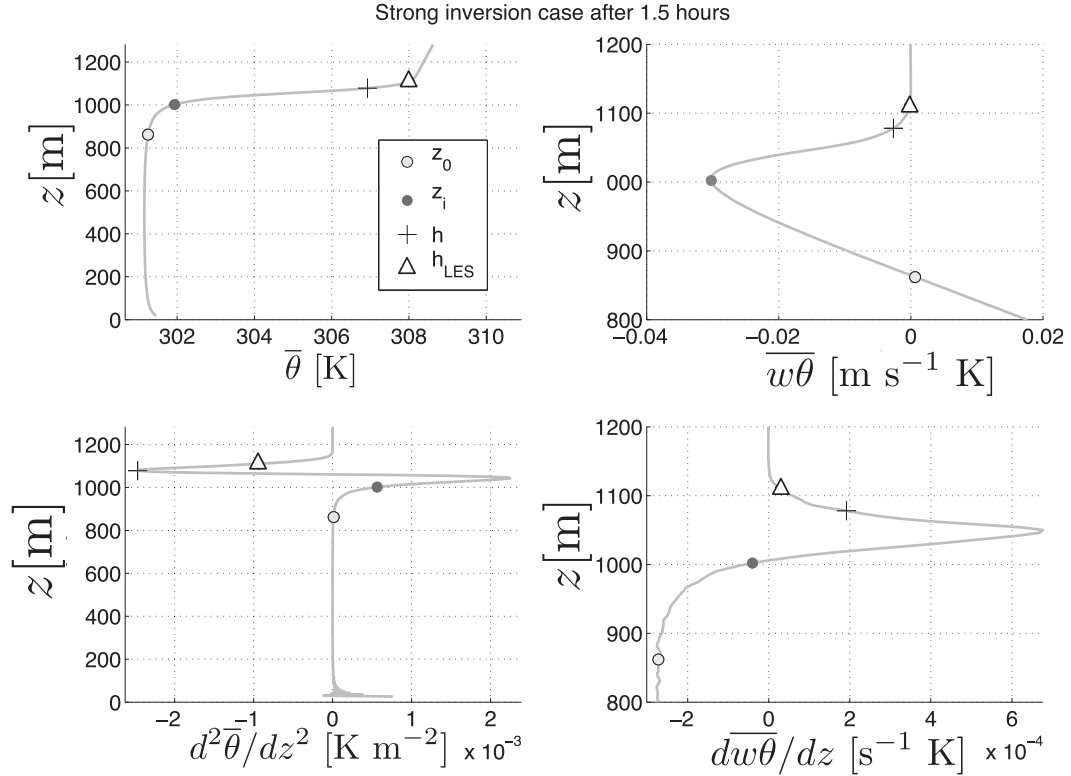 Strong inversion case after 1.5 hours
1200
1000
800
600
400
200
0
z [m]
302 304 306 308 310
θ̅ [K]
z_0
z_i
h
h_LES
1200
1100
000
900
800
z [m]
−0.04 −0.02 0 0.02
w̅θ̅ [m s⁻¹ K]
1200
1000
800
600
400
200
0
z [m]
−2 −1 0 1 2
x 10⁻³
d²θ̅/dz² [K m⁻²]
1200
1100
1000
900
800
z [m]
−2 0 2 4 6
x 10⁻⁴
dw̅θ̅/dz [s⁻¹ K]